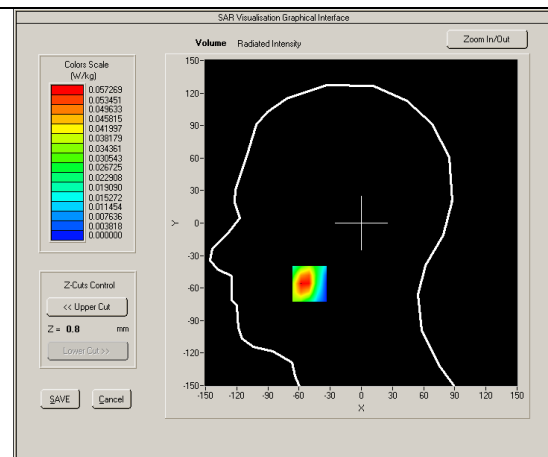 SAR Visualisation Graphical Interface
Volume Radiated Intensity
Zoom In/Out
Colors Scale
(W/kg)
0.057269
0.053451
0.049633
0.045815
0.041997
0.038179
0.034361
0.030543
0.026725
0.022908
0.019090
0.015272
0.011454
0.007636
0.003818
0.000000
Z-Cuts Control
<< Upper Cut
Z = 0.8 mm
Lower Cut >>
SAVE Cancel
150
120
90
60
30
0
-30
-60
-90
-120
-150
Y
-150 -120 -90 -60 -30 0 30 60 90 120 150
X